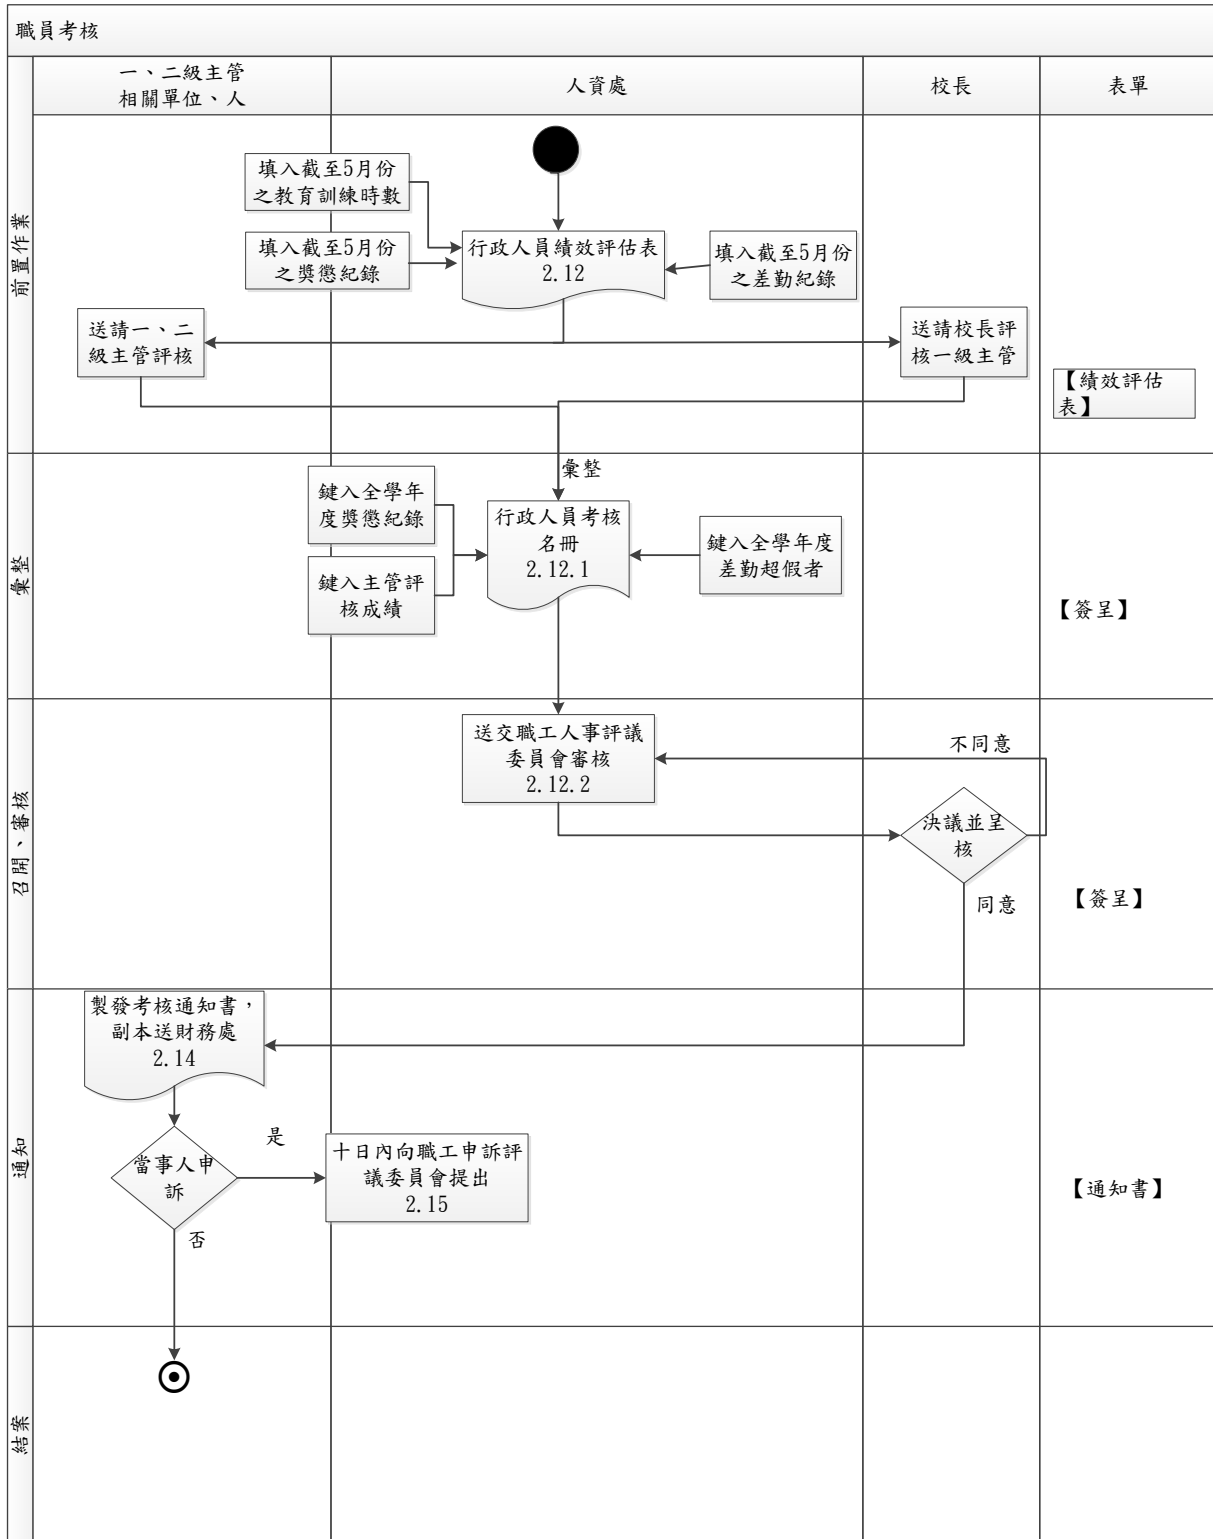 職員考核
一、二級主管
相關單位、人
人資處
校長
表單
前置作業
填入截至5月份
之教育訓練時數
填入截至5月份
之獎懲紀錄
行政人員績效評估表
2.12
填入截至5月份
之差勤紀錄
送請一、二
級主管評核
送請校長評
核一級主管
【績效評估
表】
彙整
彙整
鍵入全學年
度獎懲紀錄
鍵入主管評
核成績
行政人員考核
名冊
2.12.1
鍵入全學年度
差勤超假者
【簽呈】
召開、審核
送交職工人事評議
委員會審核
2.12.2
不同意
決議並呈
核
同意
【簽呈】
通知
製發考核通知書，
副本送財務處
2.14
當事人申
訴
是
否
十日內向職工申訴評
議委員會提出
2.15
【通知書】
結案